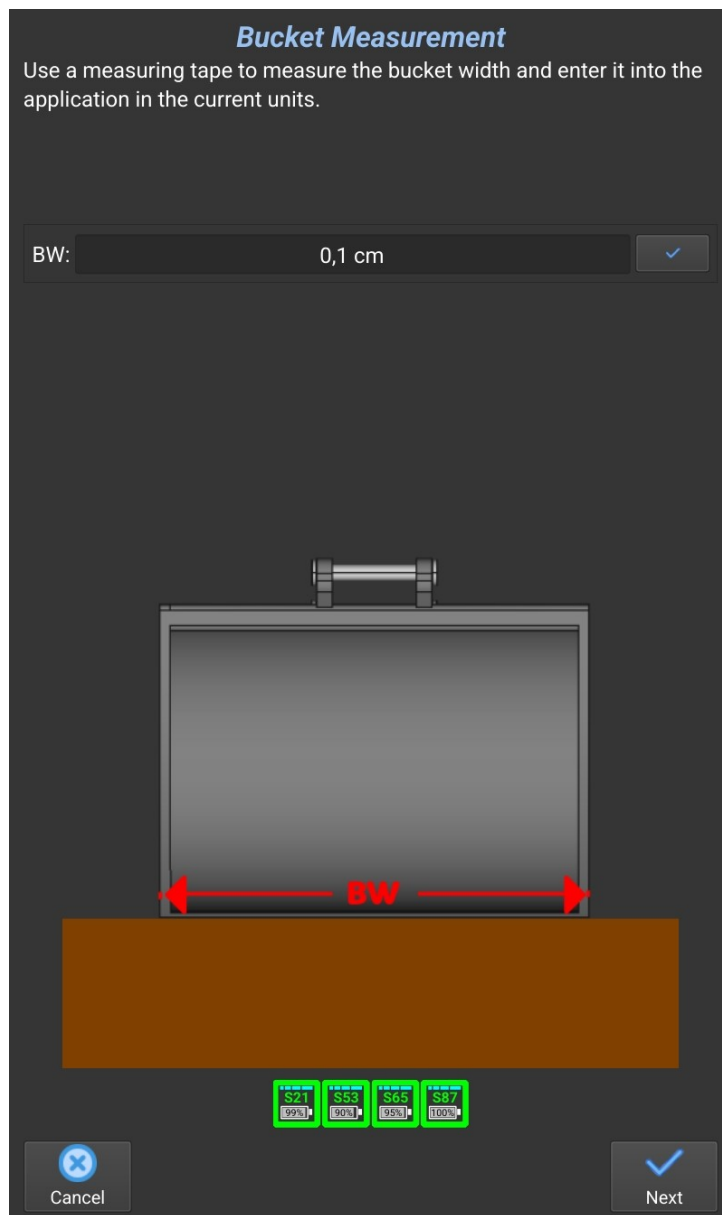 Bucket Measurement
Use a measuring tape to measure the bucket width and enter it into the
application in the current units.
BW:
0,1 cm
BW
S21
S53
S65
S87
99%
90%
95%
100%
Cancel
Next